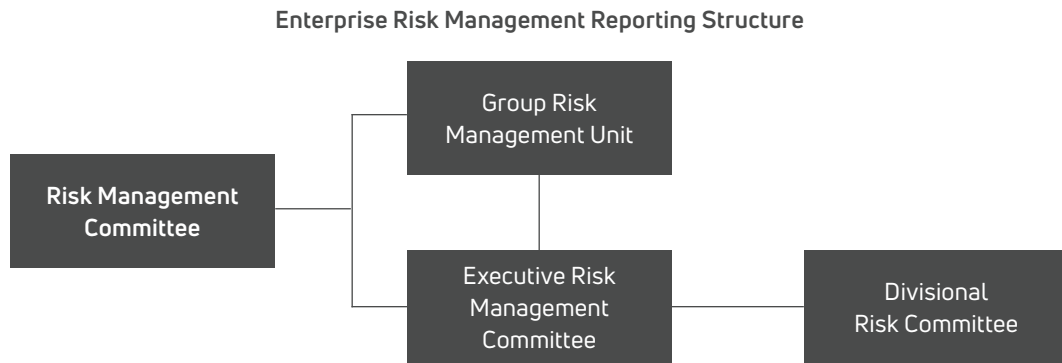 Enterprise Risk Management Reporting Structure
Group Risk
Management Unit
Risk Management
Committee
Executive Risk
Management
Committee
Divisional
Risk Committee